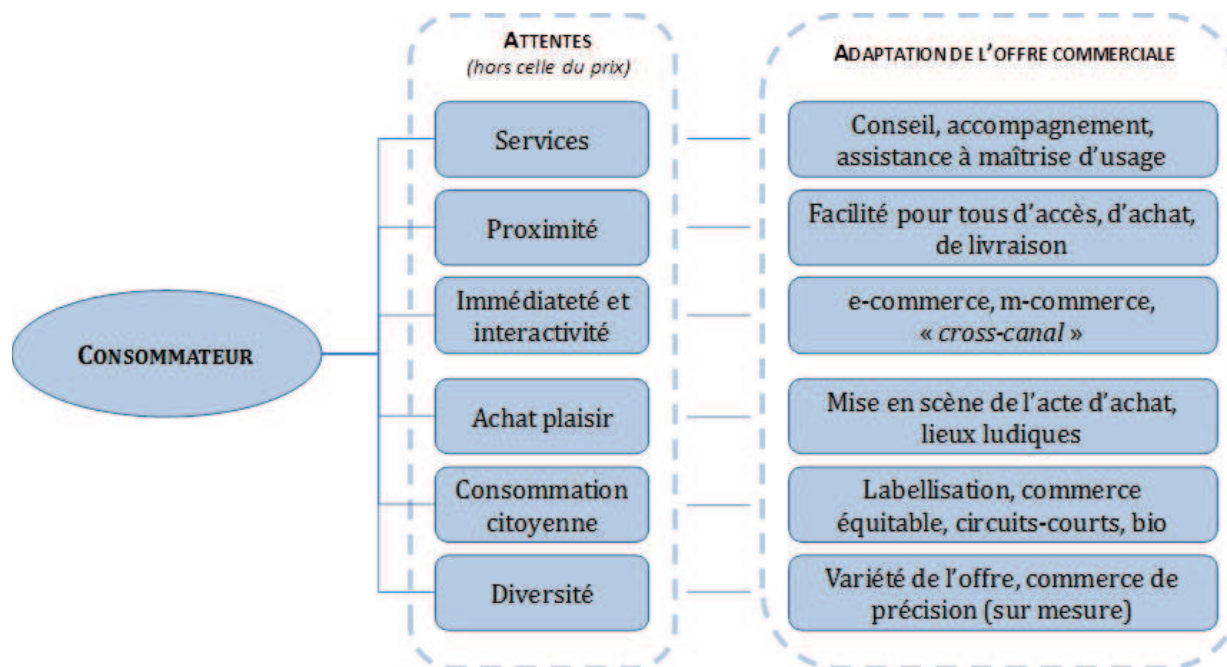 ATTENTES
(hors celle du prix)
ADAPTATION DE L'OFFRE COMMERCIALE
CONSOMMATEUR
Services
Conseil, accompagnement,
assistance à maîtrise d'usage
Proximité
Facilité pour tous d'accès, d'achat,
de livraison
Immédiateté et
interactivité
e-commerce, m-commerce,
« cross-canal »
Achat plaisir
Mise en scène de l'acte d'achat,
lieux ludiques
Consommation
citoyenne
Labellisation, commerce
équitable, circuits-courts, bio
Diversité
Variété de l'offre, commerce de
précision (sur mesure)